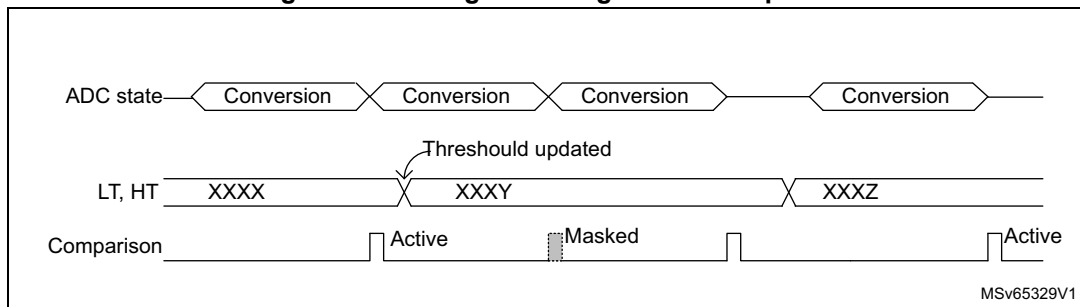 ADC state Conversion Conversion Conversion Conversion
Threshould updated
LT, HT XXXX XXXY XXXZ
Comparison Active Masked Active
MSv65329V1